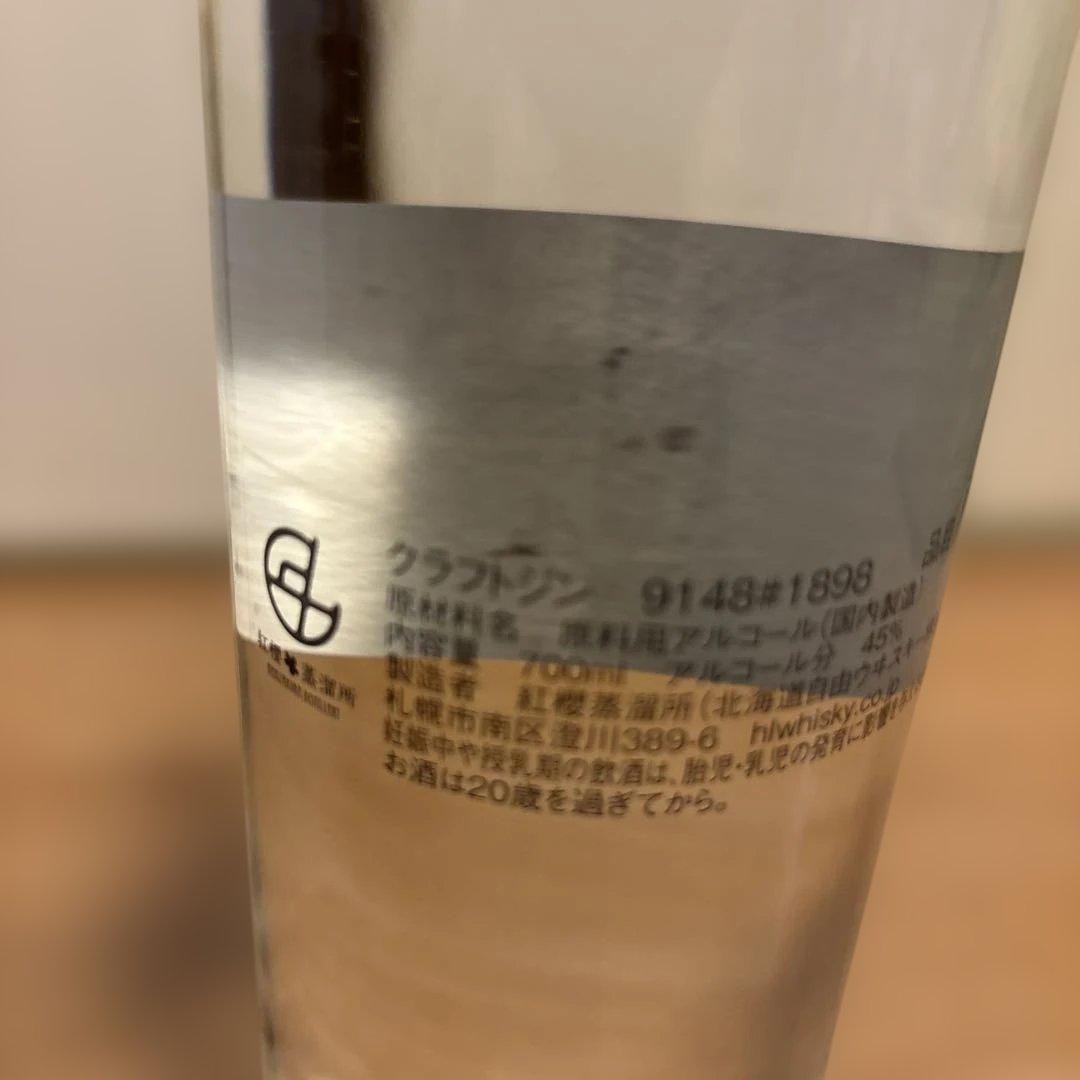 クラフトジン 9148#1898 品目
原材料名 原料用アルコール(国内製造)
内容量 700ml アルコール分 45%
製造者 紅櫻蒸溜所(北海道自由ウヰスキー
札幌市南区澄川389-6 hlwhisky.co.jp
妊娠中や授乳期の飲酒は、胎児・乳児の発育に影響を
お酒は20歳を過ぎてから。
紅櫻蒸溜所